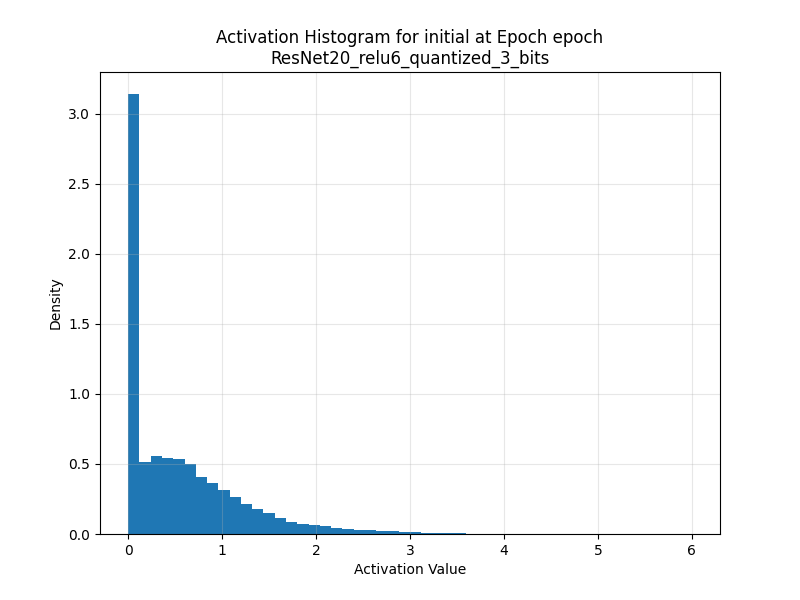 Activation Histogram for initial at Epoch epoch
ResNet20_relu6_quantized_3_bits
3.0
2.5
2.0
1.5
1.0
0.5
0.0
Density
0 1 2 3 4 5 6
Activation Value